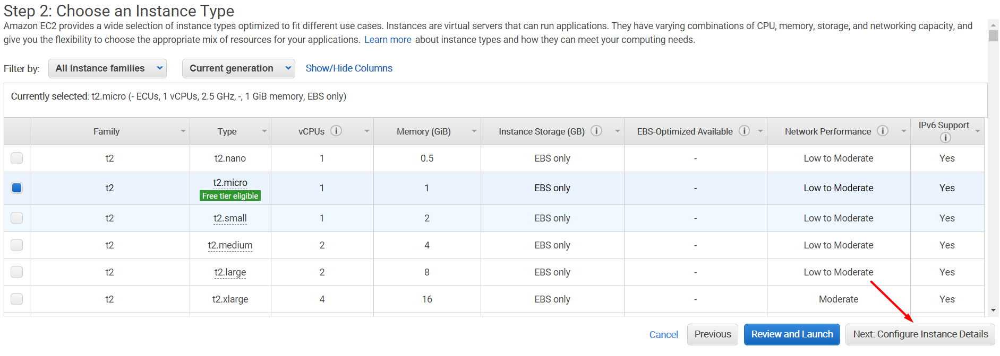 Step 2: Choose an Instance Type
Amazon EC2 provides a wide selection of instance types optimized to fit different use cases. Instances are virtual servers that can run applications. They have varying combinations of CPU, memory, storage, and networking capacity, and
give you the flexibility to choose the appropriate mix of resources for your applications. Learn more about instance types and how they can meet your computing needs.
Filter by: All instance families Current generation Show/Hide Columns
Currently selected: t2.micro (- ECUs, 1 vCPUs, 2.5 GHz, -, 1 GiB memory, EBS only)
Family Type vCPUs i Memory (GiB) Instance Storage (GB) i EBS-Optimized Available i Network Performance i IPv6 Support i
t2 t2.nano 1 0.5 EBS only - Low to Moderate Yes
t2 t2.micro 1 1 EBS only - Low to Moderate Yes
Free tier eligible
t2 t2.small 1 2 EBS only - Low to Moderate Yes
t2 t2.medium 2 4 EBS only - Low to Moderate Yes
t2 t2.large 2 8 EBS only - Low to Moderate Yes
t2 t2.xlarge 4 16 EBS only - Moderate Yes
Cancel Previous Review and Launch Next: Configure Instance Details